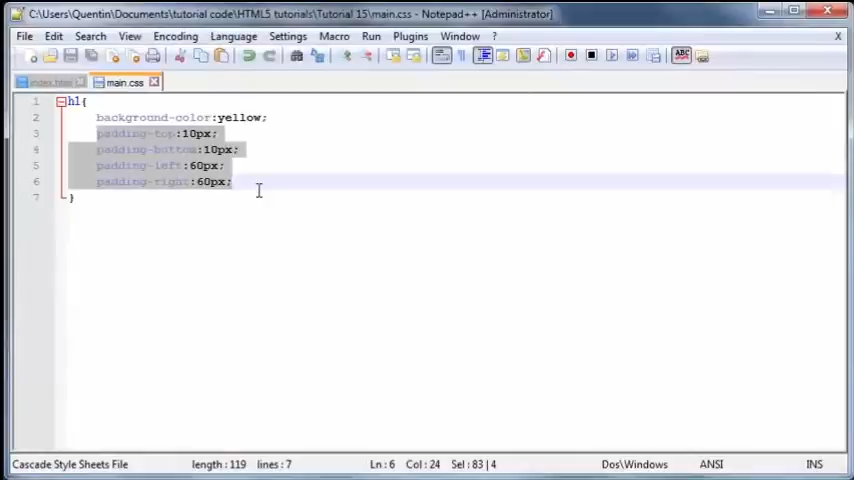 C:\Users\Quentin\Documents\tutorial code\HTML5 tutorials\Tutorial 15\main.css - Notepad++ [Administrator]
File Edit Search View Encoding Language Settings Macro Run Plugins Window ? X
index.html main.css
1 h1{
2 background-color:yellow;
3 padding-top:10px;
4 padding-bottom:10px;
5 padding-left:60px;
6 padding-right:60px;
7 }
Cascade Style Sheets File length : 119 lines : 7 Ln : 6 Col : 24 Sel : 83 | 4 Dos\Windows ANSI INS